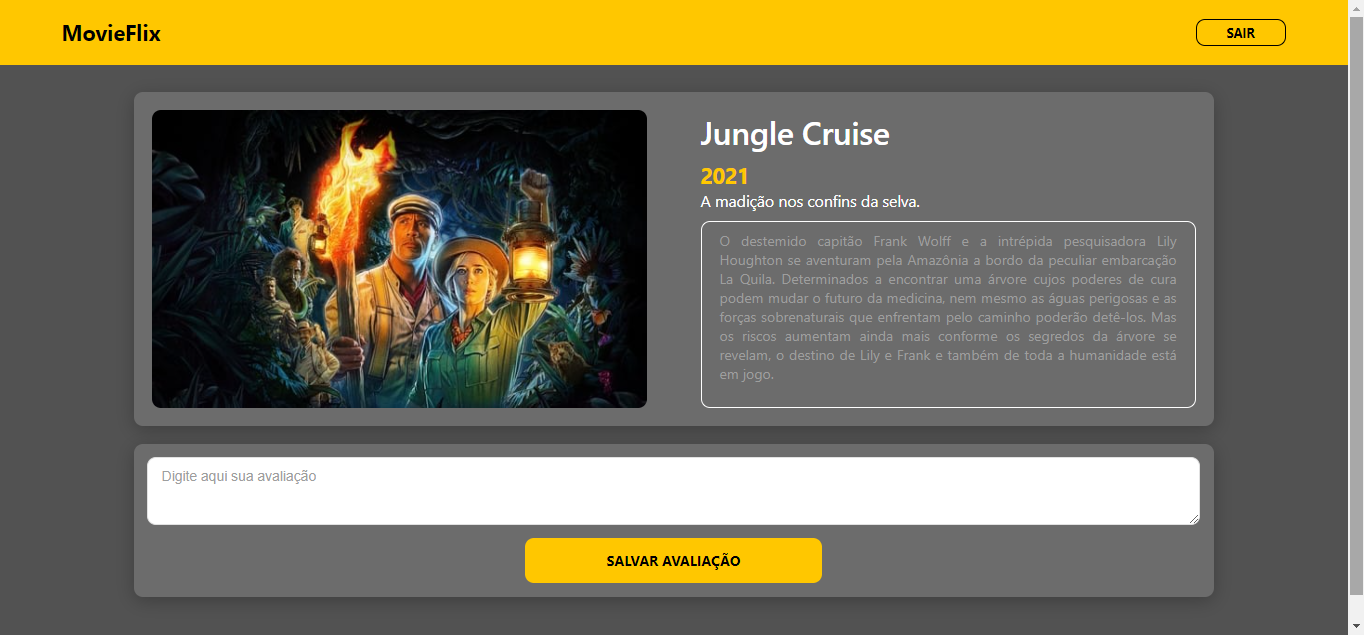 MovieFlix
SAIR
Jungle Cruise
2021
A madição nos confins da selva.
O destemido capitão Frank Wolff e a intrépida pesquisadora Lily
Houghton se aventuram pela Amazônia a bordo da peculiar embarcação
La Quila. Determinados a encontrar uma árvore cujos poderes de cura
podem mudar o futuro da medicina, nem mesmo as águas perigosas e as
forças sobrenaturais que enfrentam pelo caminho poderão detê-los. Mas
os riscos aumentam ainda mais conforme os segredos da árvore se
revelam, o destino de Lily e Frank e também de toda a humanidade está
em jogo.
Digite aqui sua avaliação
SALVAR AVALIAÇÃO